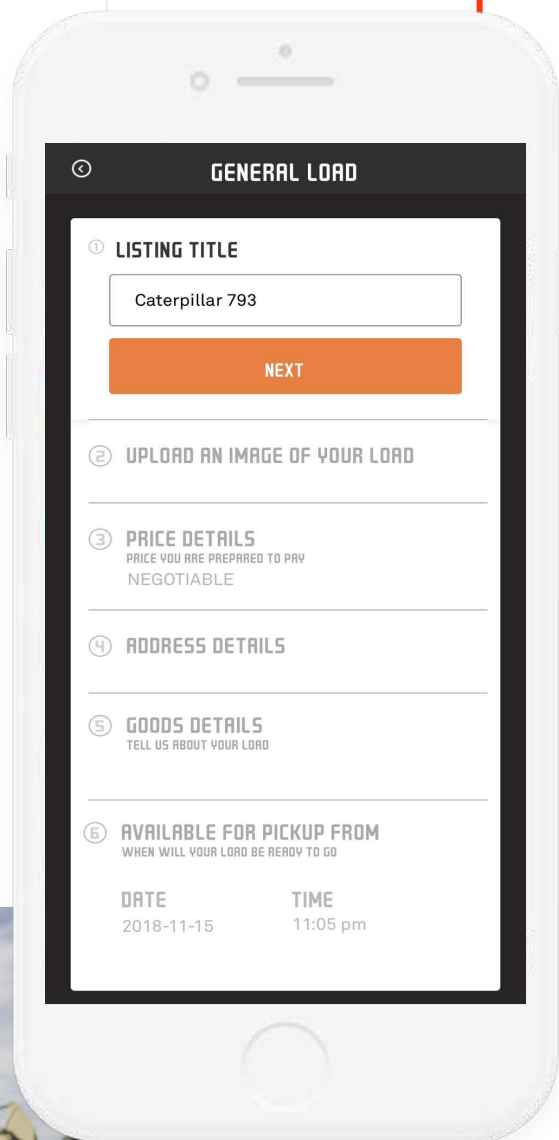 GENERAL LOAD
1 LISTING TITLE
Caterpillar 793
NEXT
2 UPLOAD AN IMAGE OF YOUR LOAD
3 PRICE DETAILS
PRICE YOU ARE PREPARED TO PAY
NEGOTIABLE
4 ADDRESS DETAILS
5 GOODS DETAILS
TELL US ABOUT YOUR LOAD
6 AVAILABLE FOR PICKUP FROM
WHEN WILL YOUR LOAD BE READY TO GO
DATE TIME
2018-11-15 11:05 pm